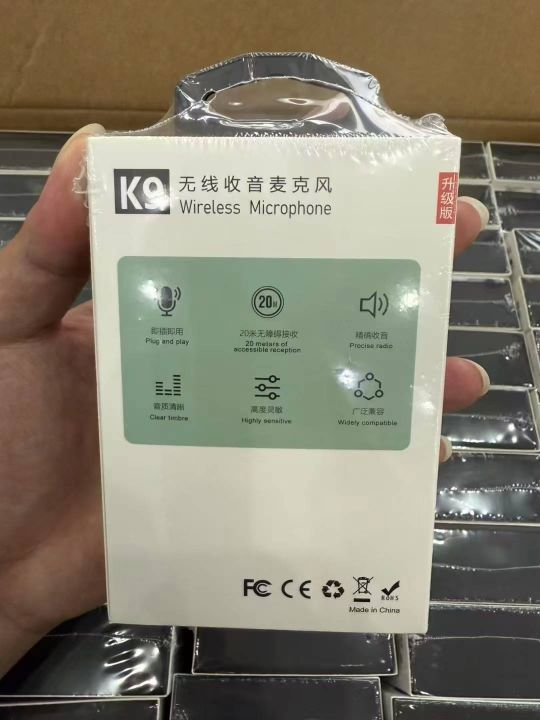 K9 无线收音麦克风
Wireless Microphone
升级版
20M
即插即用
Plug and play
20米无障碍接收
20 meters of
accessible reception
精确收音
Precise radio
音质清晰
Clear timbre
高度灵敏
Highly sensitive
广泛兼容
Widely compatible
FC CE RoHS
Made in China